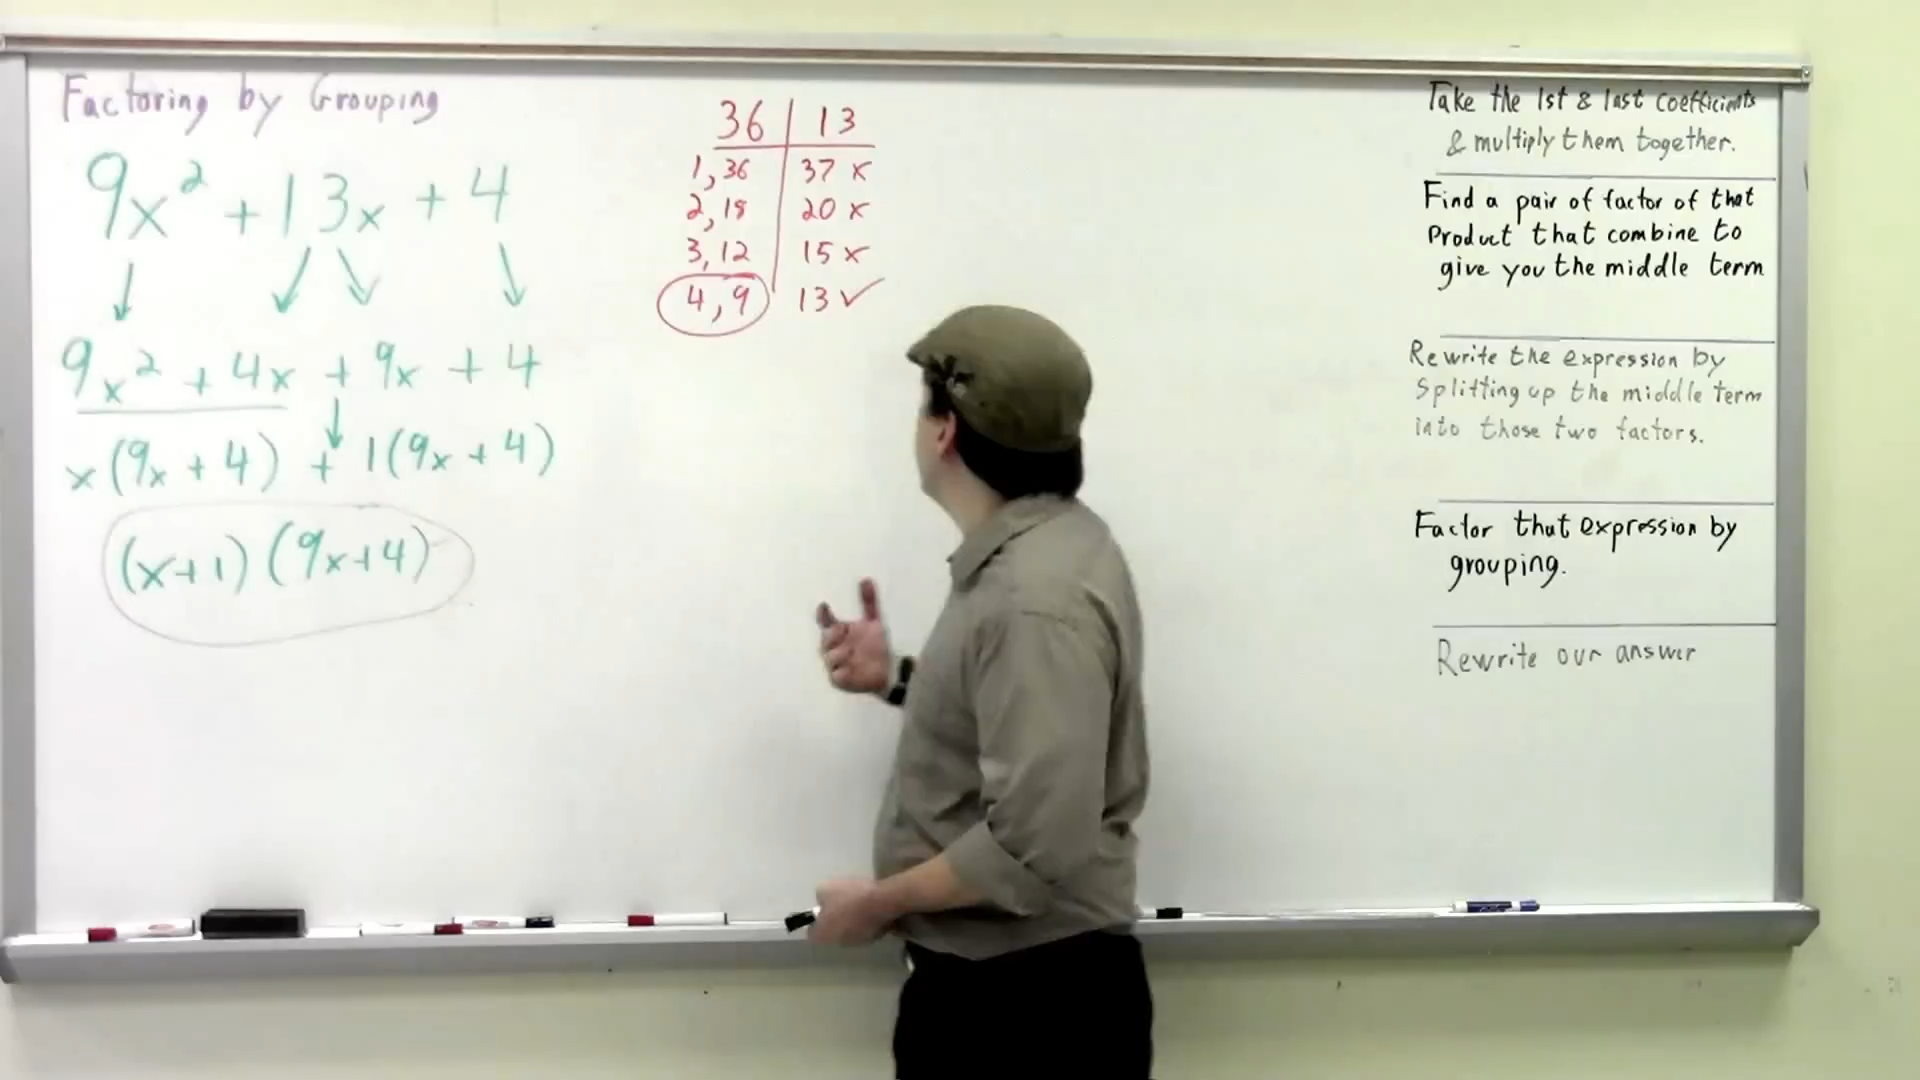 Factoring by Grouping
9x² + 13x + 4
9x² + 4x + 9x + 4
x(9x + 4) + 1(9x + 4)
(x+1) (9x+4)
36 | 13
1, 36 | 37 x
2, 18 | 20 x
3, 12 | 15 x
4, 9 | 13 ✓
Take the 1st & last coefficients
& multiply them together.
Find a pair of factor of that
Product that combine to
give you the middle term
Rewrite the expression by
Splitting up the middle term
into those two factors.
Factor that expression by
grouping.
Rewrite our answer